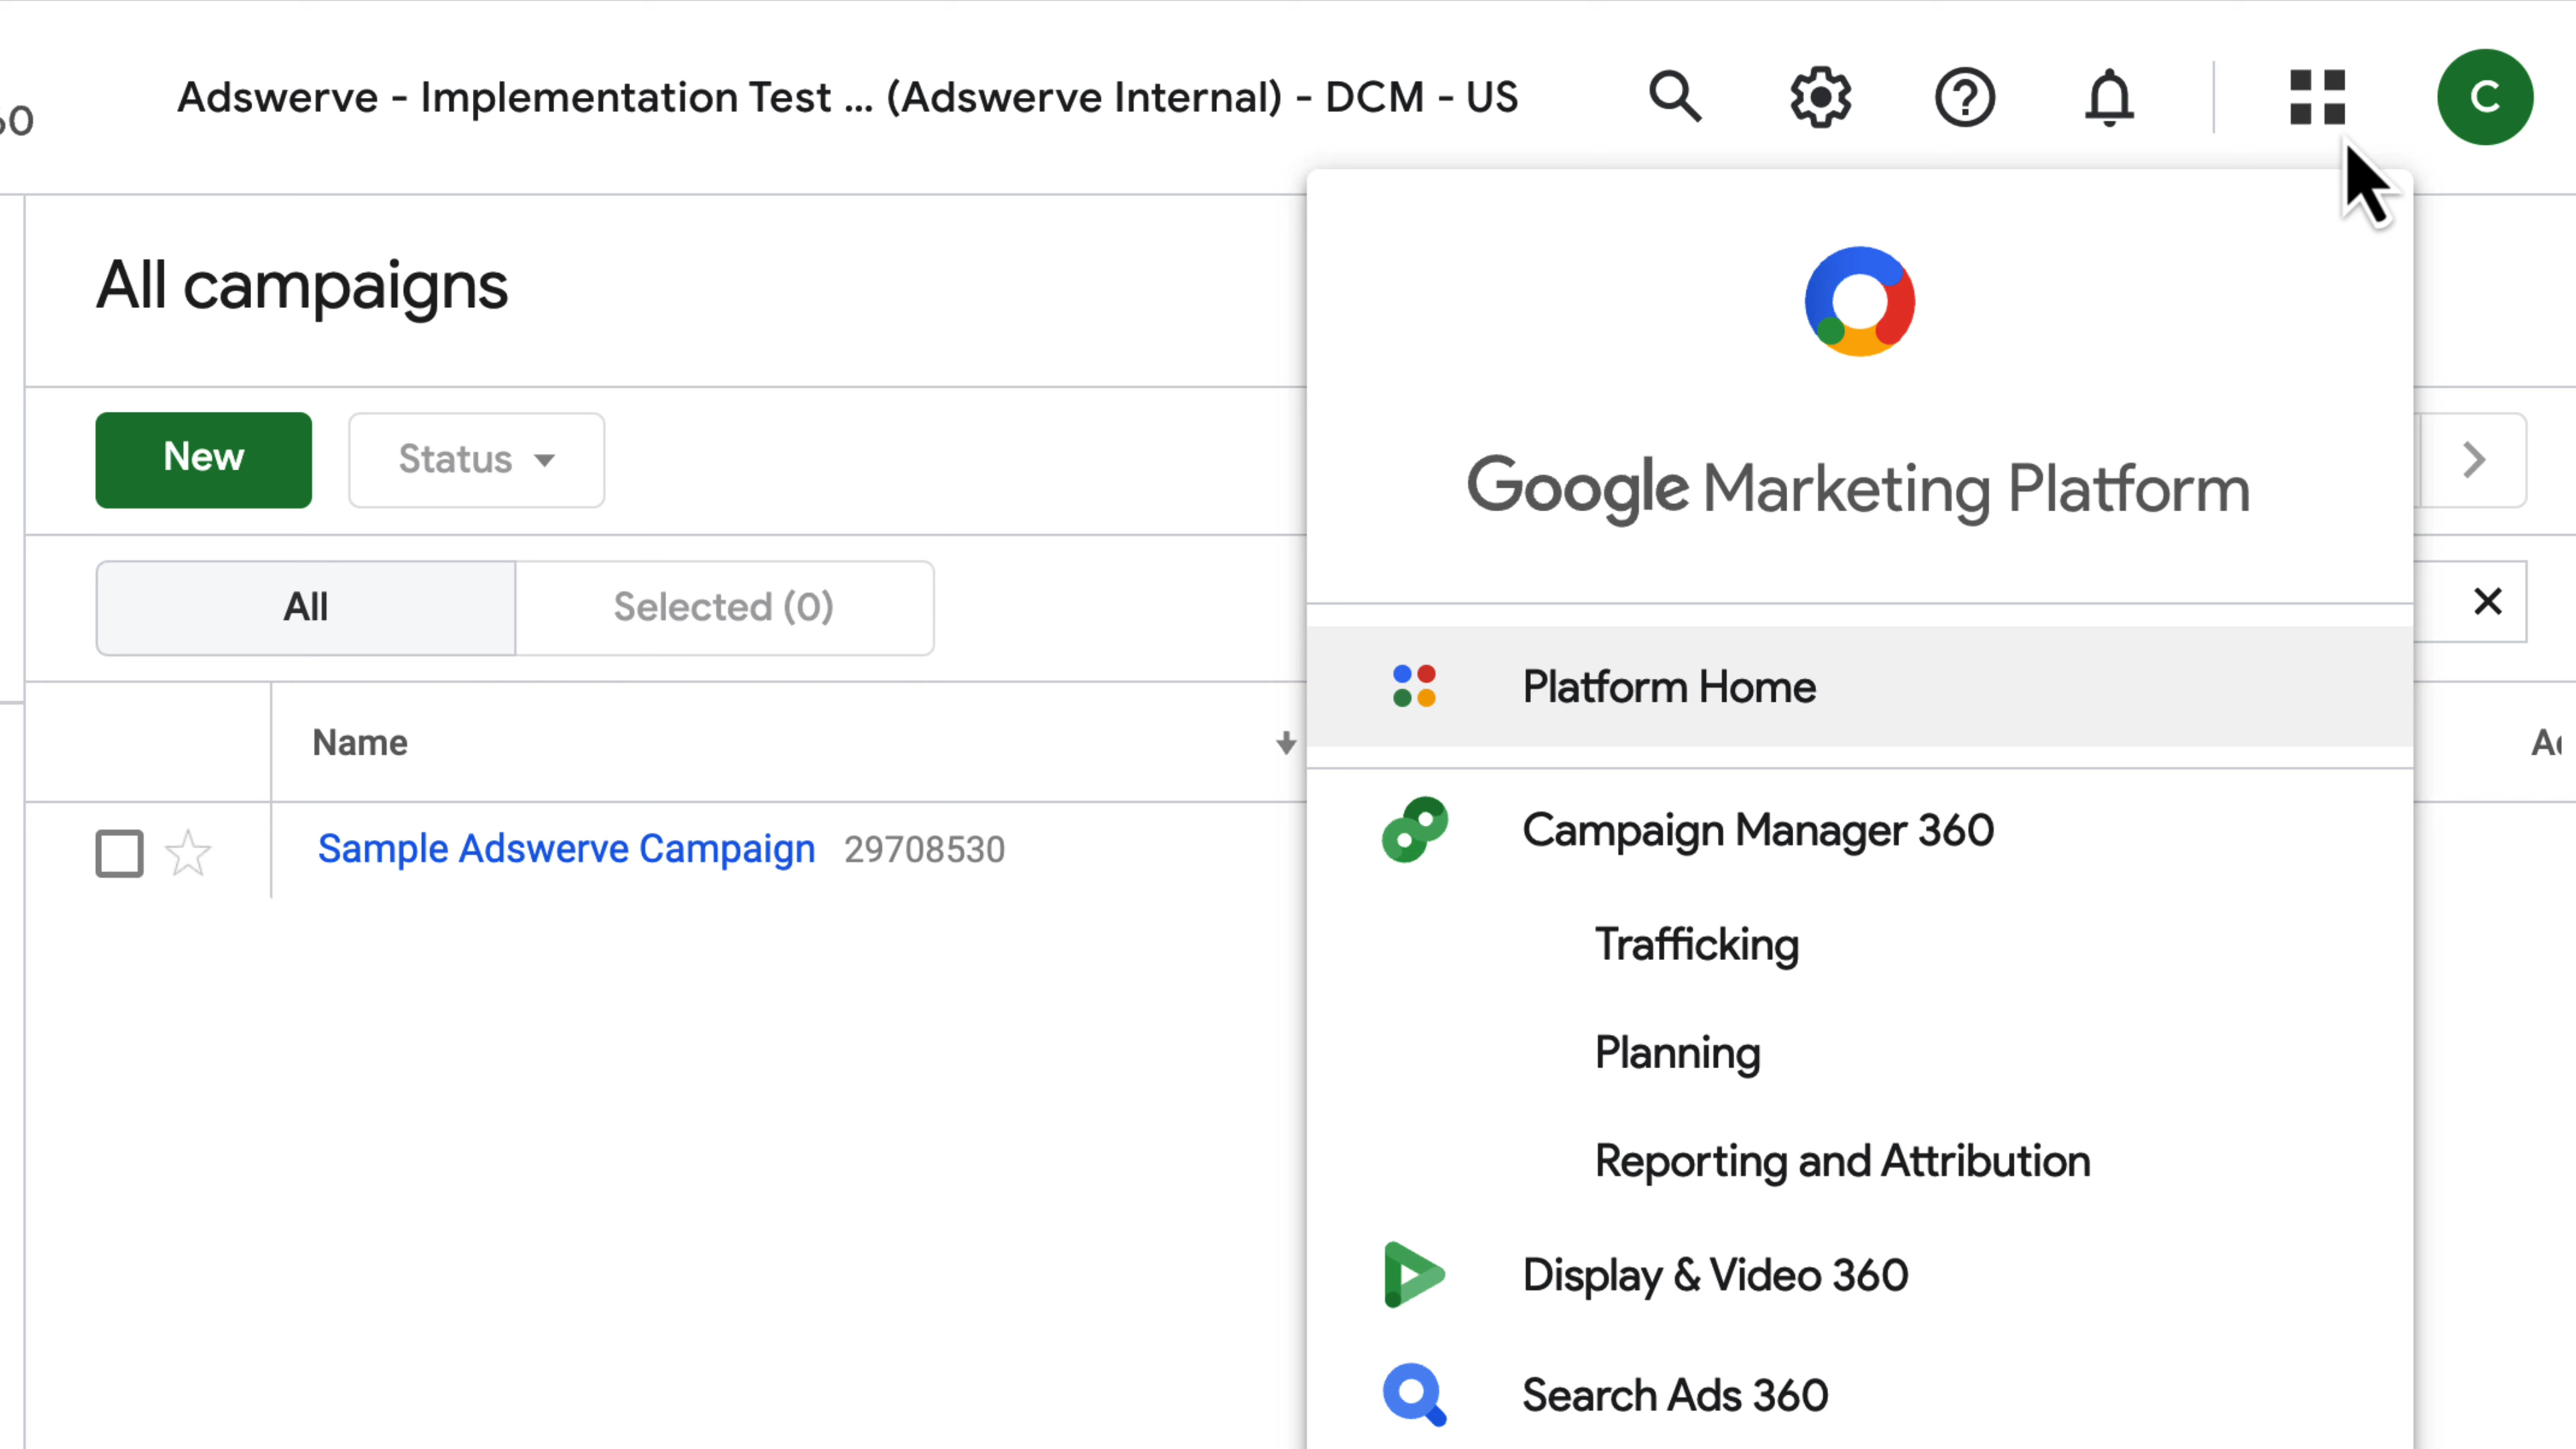 60
Adswerve - Implementation Test ... (Adswerve Internal) - DCM - US
C
All campaigns
New
Status
All
Selected (0)
Name
Sample Adswerve Campaign 29708530
Google Marketing Platform
Platform Home
Campaign Manager 360
Trafficking
Planning
Reporting and Attribution
Display & Video 360
Search Ads 360